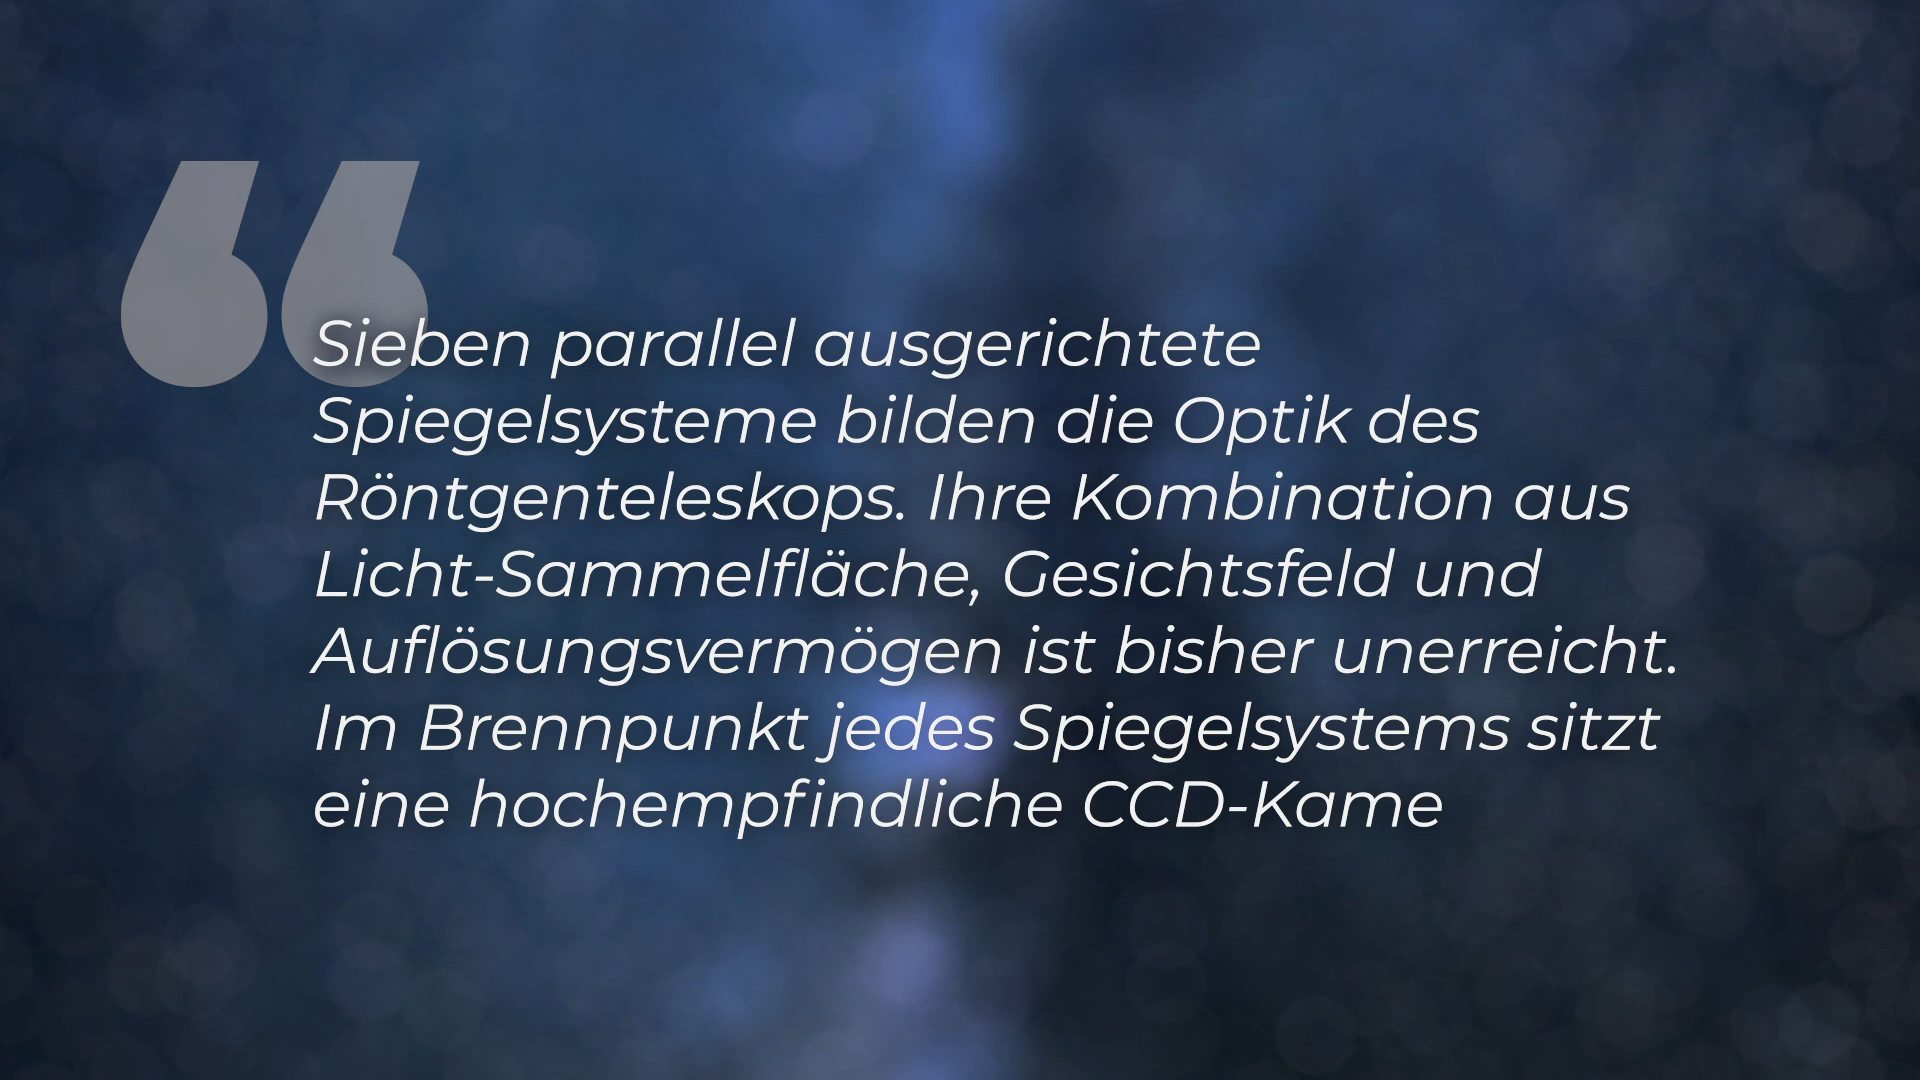 “
Sieben parallel ausgerichtete
Spiegelsysteme bilden die Optik des
Röntgenteleskops. Ihre Kombination aus
Licht-Sammelfläche, Gesichtsfeld und
Auflösungsvermögen ist bisher unerreicht.
Im Brennpunkt jedes Spiegelsystems sitzt
eine hochempfindliche CCD-Kame